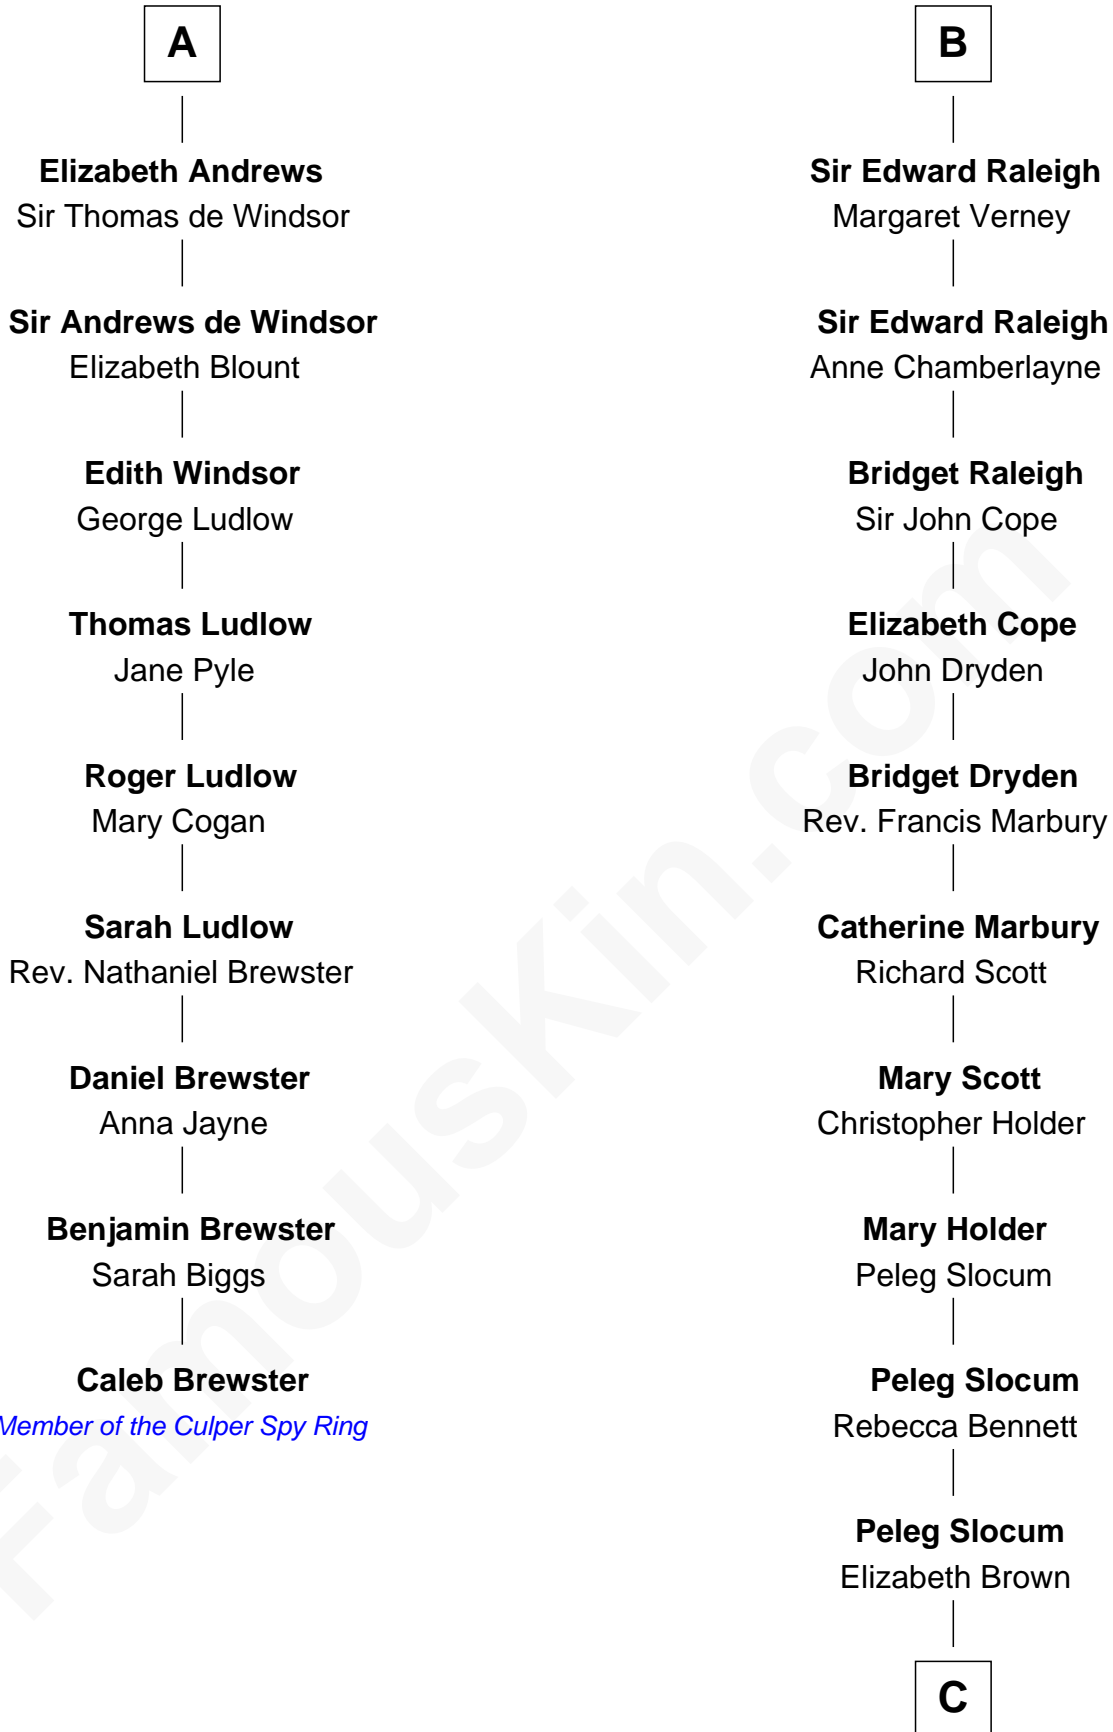 A
Elizabeth Andrews
Sir Thomas de Windsor
Sir Andrews de Windsor
Elizabeth Blount
Edith Windsor
George Ludlow
Thomas Ludlow
Jane Pyle
Roger Ludlow
Mary Cogan
Sarah Ludlow
Rev. Nathaniel Brewster
Daniel Brewster
Anna Jayne
Benjamin Brewster
Sarah Biggs
Caleb Brewster
Member of the Culper Spy Ring
B
Sir Edward Raleigh
Margaret Verney
Sir Edward Raleigh
Anne Chamberlayne
Bridget Raleigh
Sir John Cope
Elizabeth Cope
John Dryden
Bridget Dryden
Rev. Francis Marbury
Catherine Marbury
Richard Scott
Mary Scott
Christopher Holder
Mary Holder
Peleg Slocum
Peleg Slocum
Rebecca Bennett
Peleg Slocum
Elizabeth Brown
C
FamousKin.com